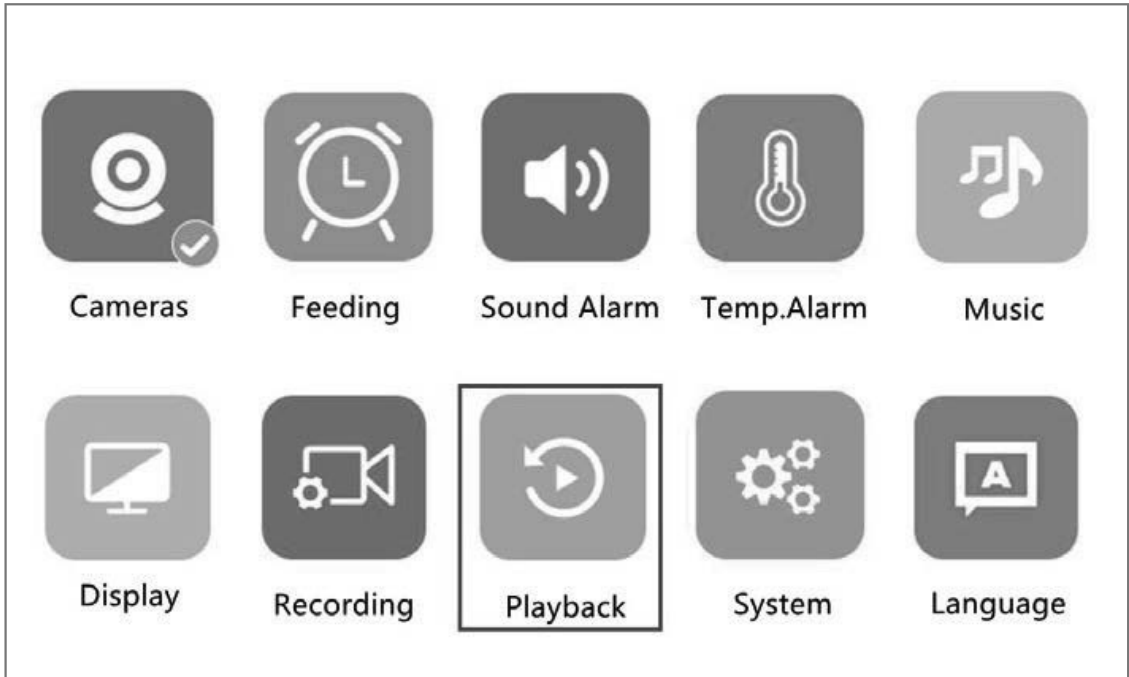 Cameras
Feeding
Sound Alarm
Temp.Alarm
Music
Display
Recording
Playback
A
System
Language